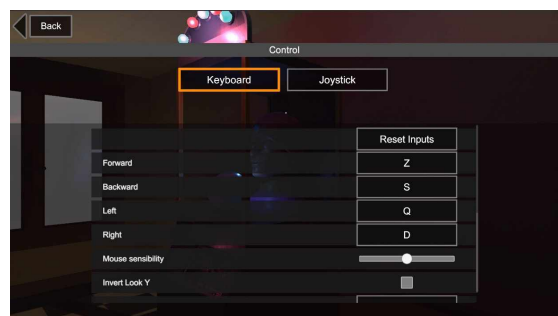 Back
Control
Keyboard Joystick
Reset Inputs
Forward Z
Backward S
Left Q
Right D
Mouse sensibility
Invert Look Y